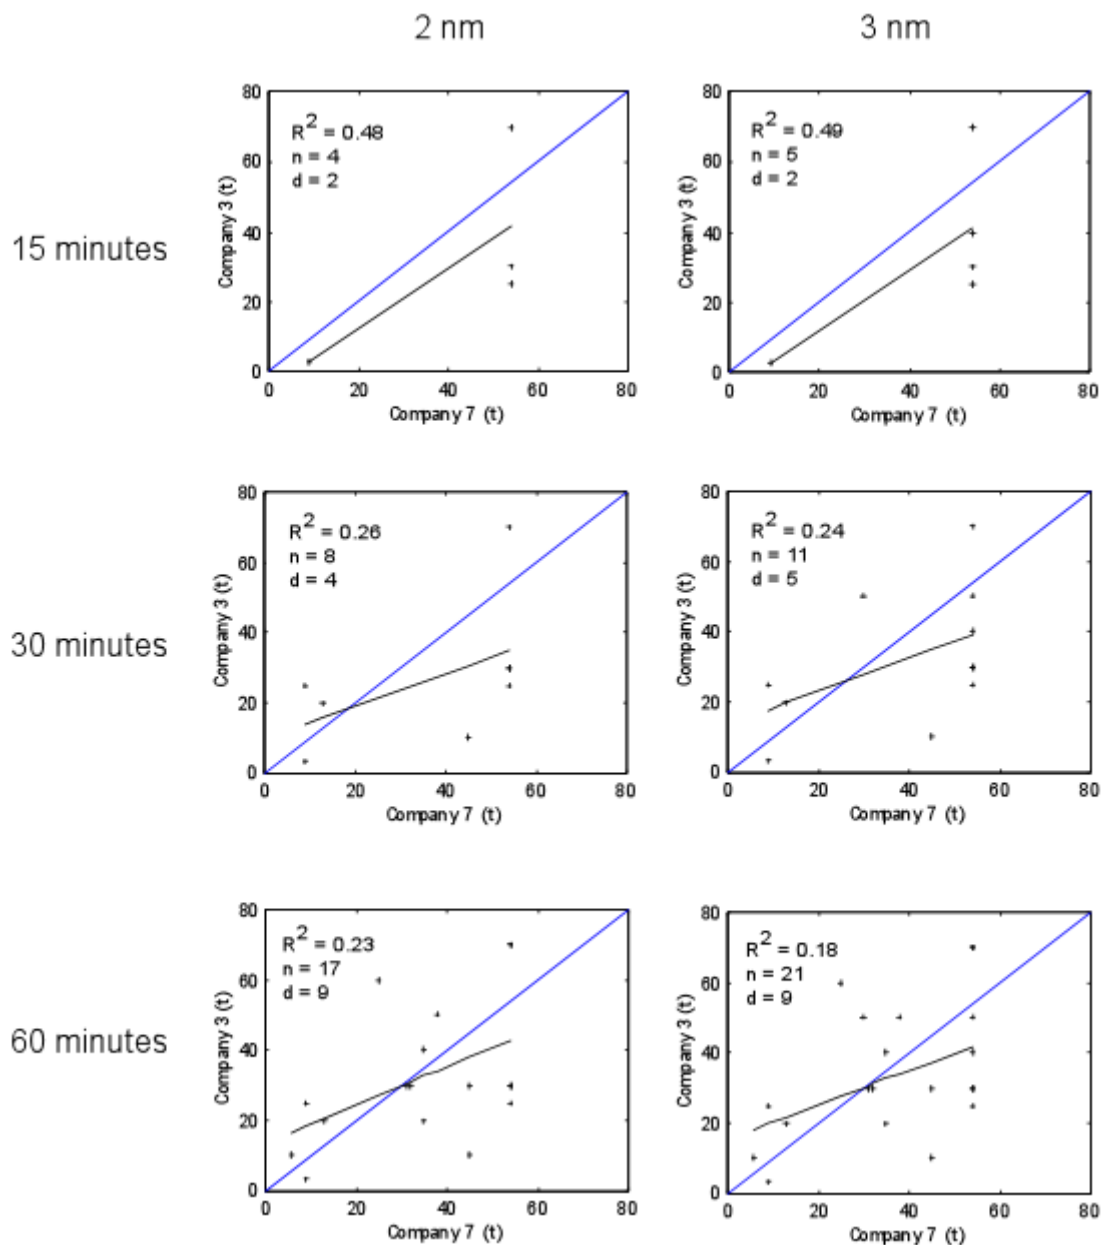 2 nm
3 nm
15 minutes
80
60
40
20
0
Company 3 (t)
R² = 0.48
n = 4
d = 2
0 20 40 60 80
Company 7 (t)
80
60
40
20
0
Company 3 (t)
R² = 0.49
n = 5
d = 2
0 20 40 60 80
Company 7 (t)
30 minutes
80
60
40
20
0
Company 3 (t)
R² = 0.26
n = 8
d = 4
0 20 40 60 80
Company 7 (t)
80
60
40
20
0
Company 3 (t)
R² = 0.24
n = 11
d = 5
0 20 40 60 80
Company 7 (t)
60 minutes
80
60
40
20
0
Company 3 (t)
R² = 0.23
n = 17
d = 9
0 20 40 60 80
Company 7 (t)
80
60
40
20
0
Company 3 (t)
R² = 0.18
n = 21
d = 9
0 20 40 60 80
Company 7 (t)